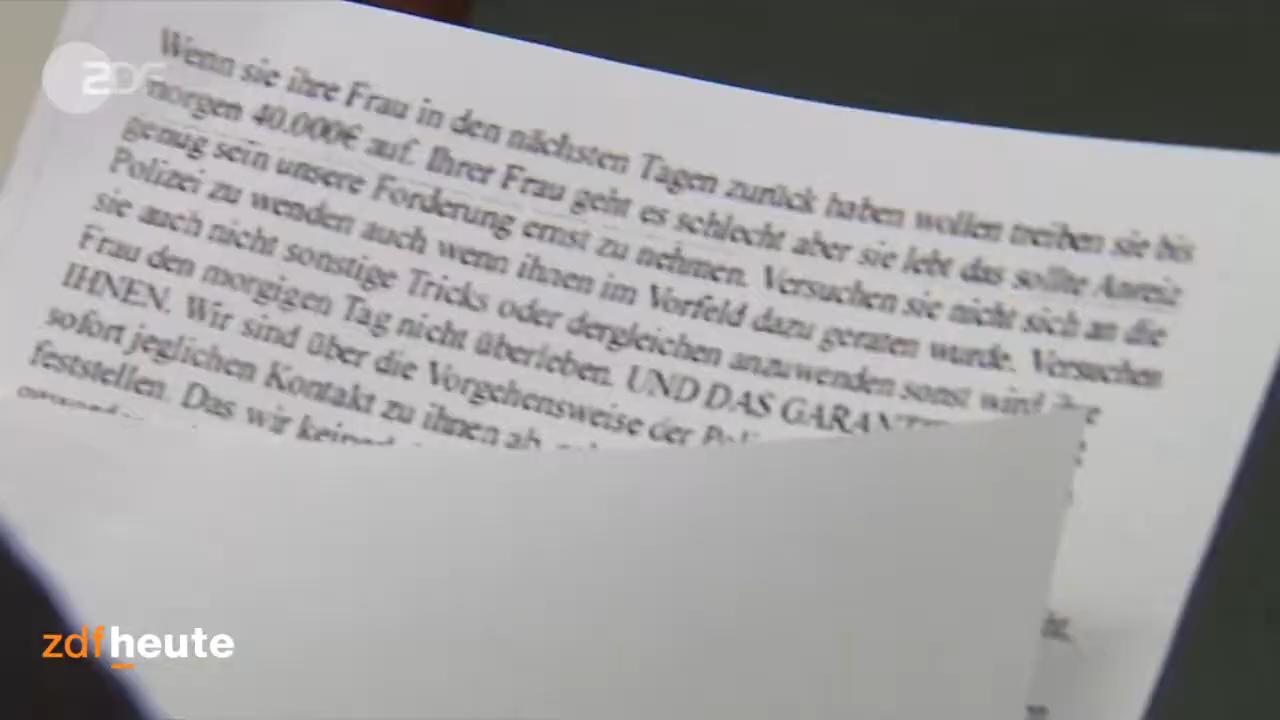 ZDF
Wenn sie ihre Frau in den nächsten Tagen zurück haben wollen treiben sie bis
morgen 40.000€ auf. Ihrer Frau geht es schlecht aber sie lebt das sollte Anreiz
genug sein unsere Forderung ernst zu nehmen. Versuchen sie nicht sich an die
Polizei zu wenden auch wenn ihnen im Vorfeld dazu geraten wurde. Versuchen
sie auch nicht sonstige Tricks oder dergleichen anzuwenden sonst wird ihre
Frau den morgigen Tag nicht überleben. UND DAS
IHNEN. Wir sind über die Vorgehensweise der
sofort jeglichen Kontakt zu ihnen ab
feststellen. Das wir
zdfheute